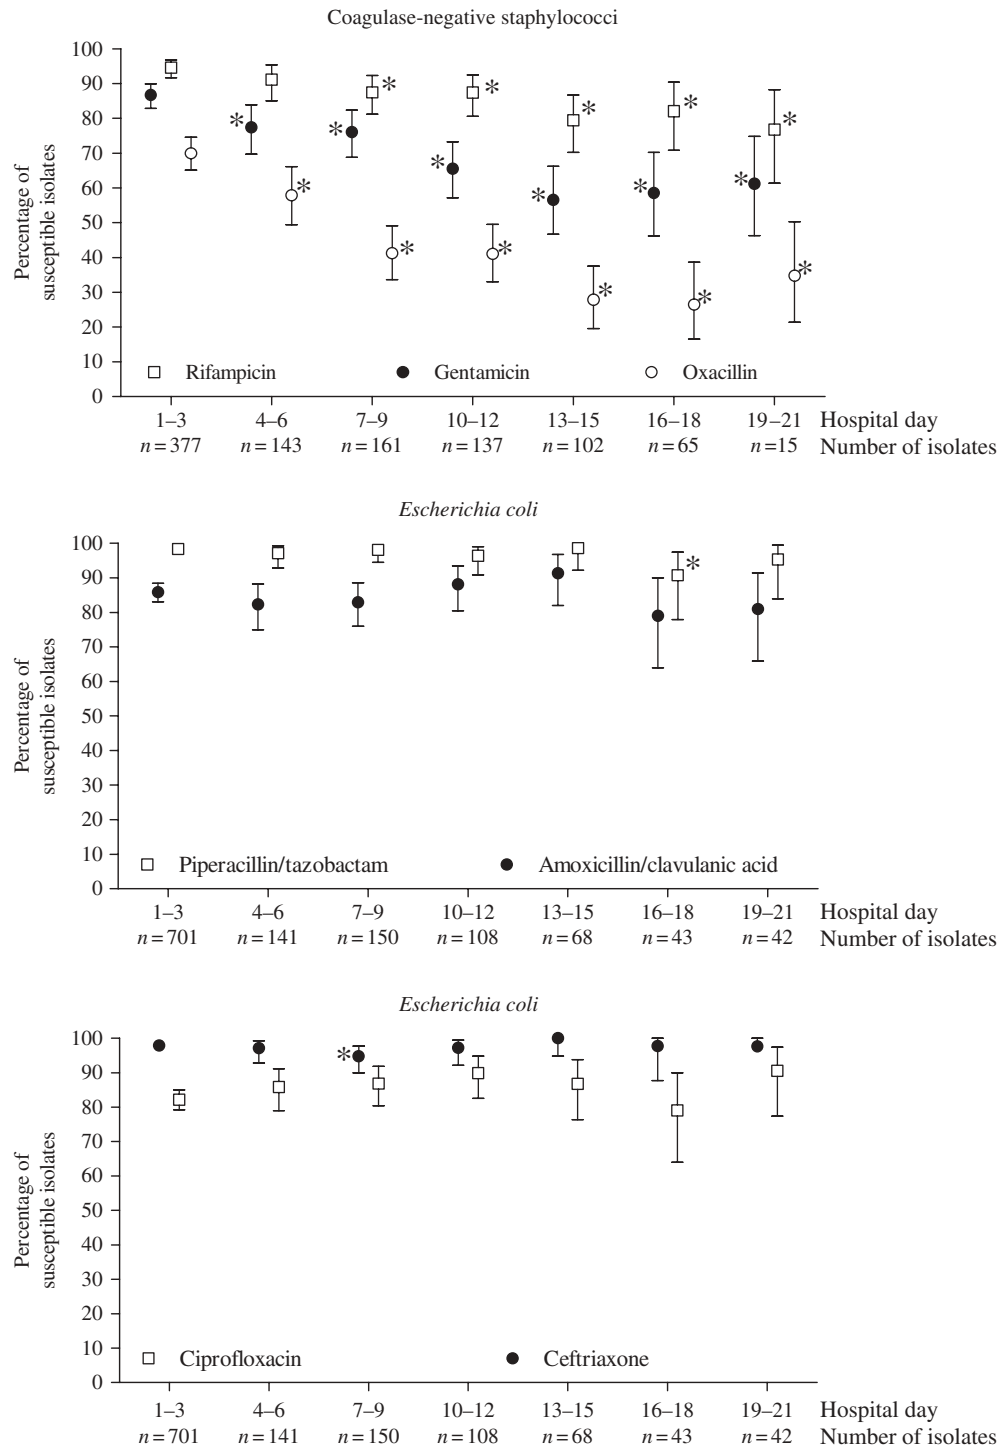 Coagulase-negative staphylococci
Percentage of
susceptible isolates
100
90
80
70
60
50
40
30
20
10
0
* * * * * * * * * * * * * * * * *
Rifampicin Gentamicin Oxacillin
1–3 4–6 7–9 10–12 13–15 16–18 19–21 Hospital day
n=377 n=143 n=161 n=137 n=102 n=65 n=15 Number of isolates
Escherichia coli
Percentage of
susceptible isolates
100
90
80
70
60
50
40
30
20
10
0
*
Piperacillin/tazobactam Amoxicillin/clavulanic acid
1–3 4–6 7–9 10–12 13–15 16–18 19–21 Hospital day
n=701 n=141 n=150 n=108 n=68 n=43 n=42 Number of isolates
Escherichia coli
Percentage of
susceptible isolates
100
90
80
70
60
50
40
30
20
10
0
*
Ciprofloxacin Ceftriaxone
1–3 4–6 7–9 10–12 13–15 16–18 19–21 Hospital day
n=701 n=141 n=150 n=108 n=68 n=43 n=42 Number of isolates